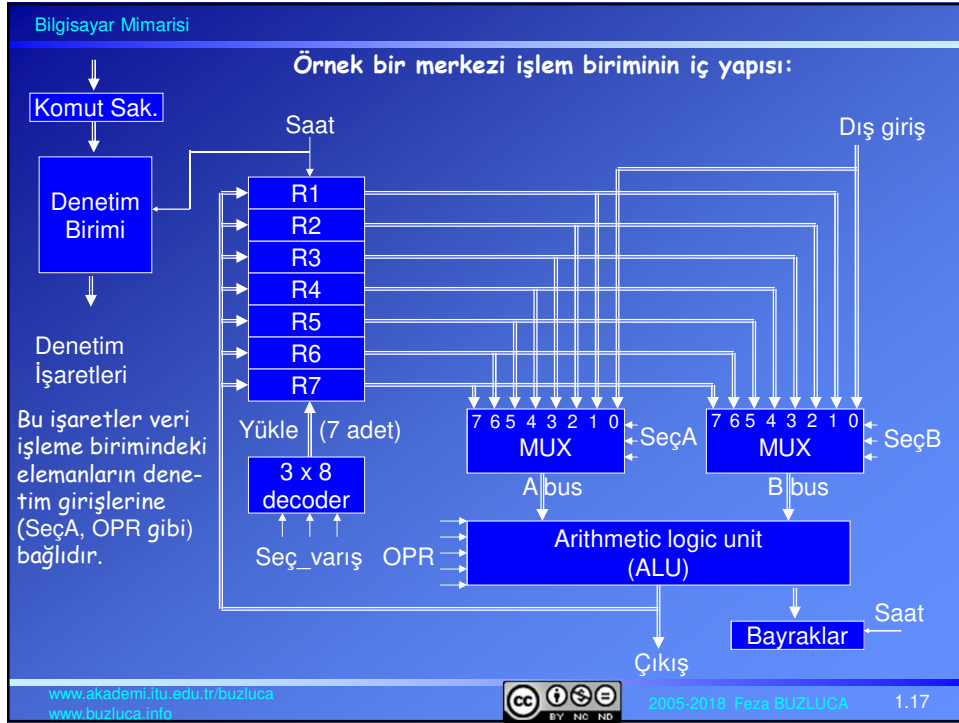 Bilgisayar Mimarisi
Örnek bir merkezi işlem biriminin iç yapısı:
Komut Sak.
Denetim
Birimi
Denetim
İşaretleri
Bu işaretler veri
işleme birimindeki
elemanların dene-
tim girişlerine
(SeçA, OPR gibi)
bağlıdır.
Saat
Dış giriş
R1
R2
R3
R4
R5
R6
R7
Yükle (7 adet)
3 x 8
decoder
Seç_varış
7 6 5 4 3 2 1 0
MUX
SeçA
A bus
7 6 5 4 3 2 1 0
MUX
SeçB
B bus
OPR
Arithmetic logic unit
(ALU)
Saat
Bayraklar
Çıkış
www.akademi.itu.edu.tr/buzluca
www.buzluca.info
cc BY NC ND
2005-2018 Feza BUZLUCA
1.17